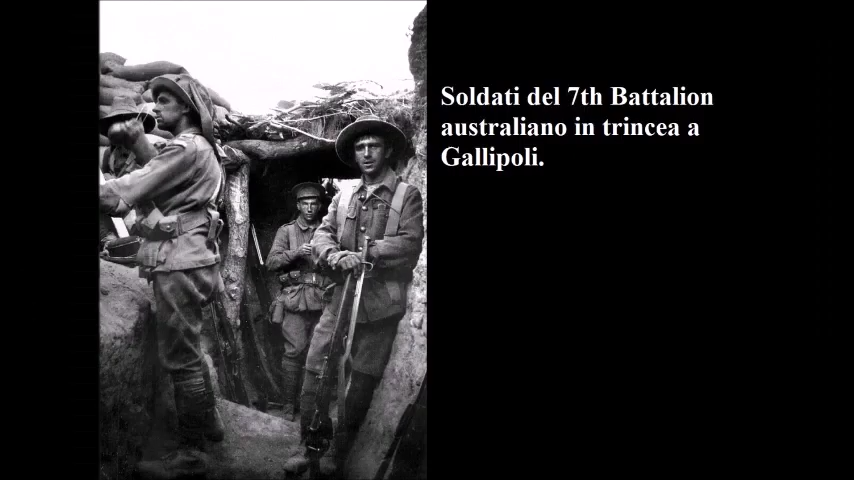 Soldati del 7th Battalion
australiano in trincea a
Gallipoli.